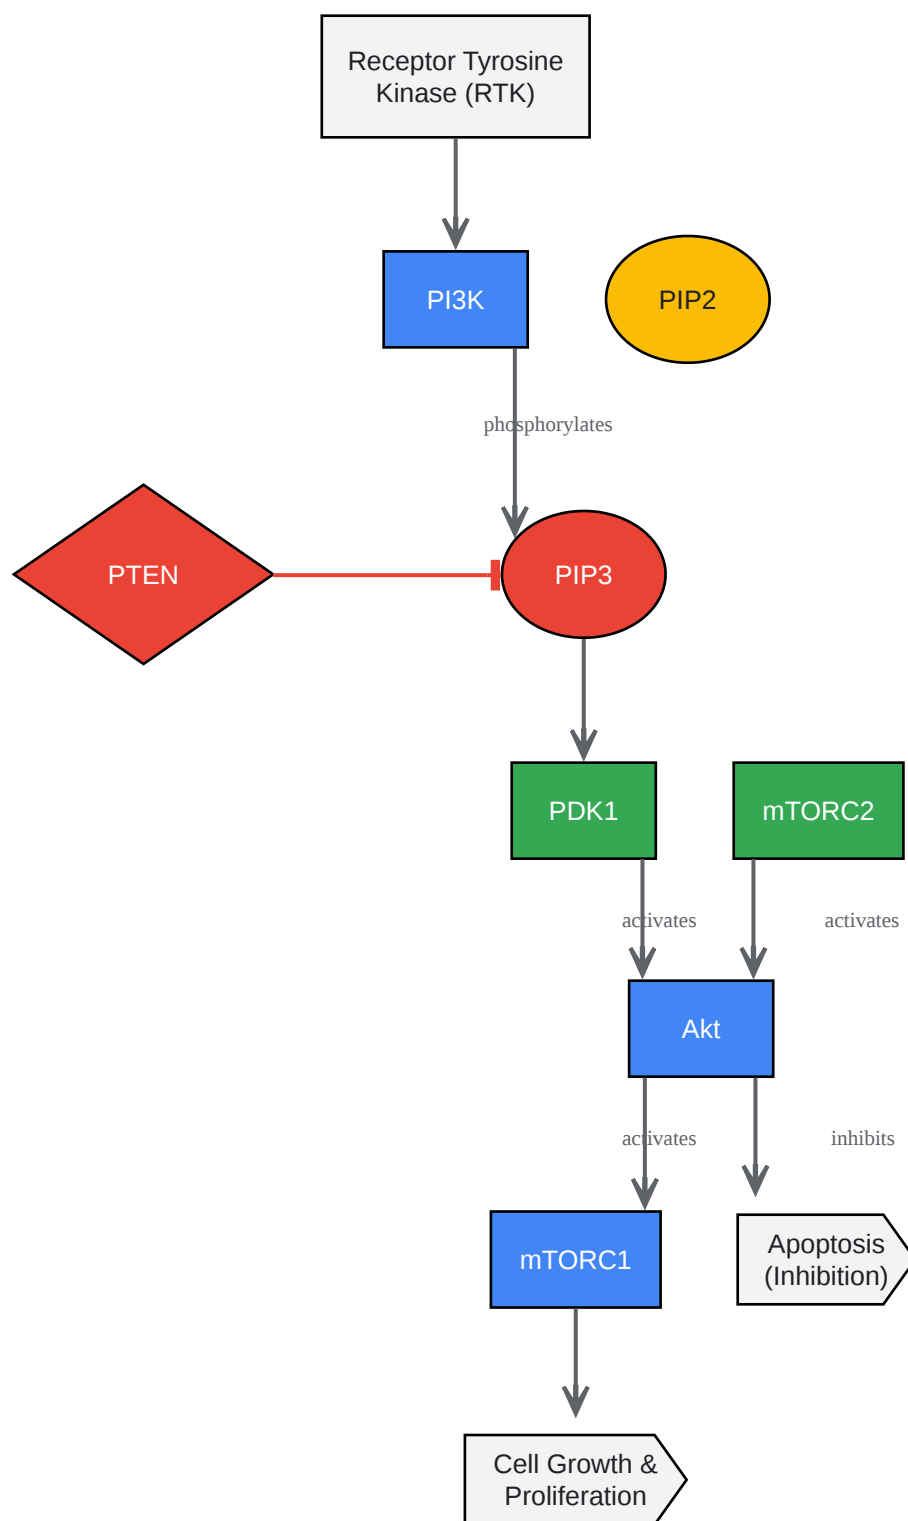 Receptor Tyrosine
Kinase (RTK)
PI3K
PIP2
phosphorylates
PTEN
PIP3
PDK1
mTORC2
activates
activates
Akt
activates
inhibits
mTORC1
Apoptosis
(Inhibition)
Cell Growth &
Proliferation